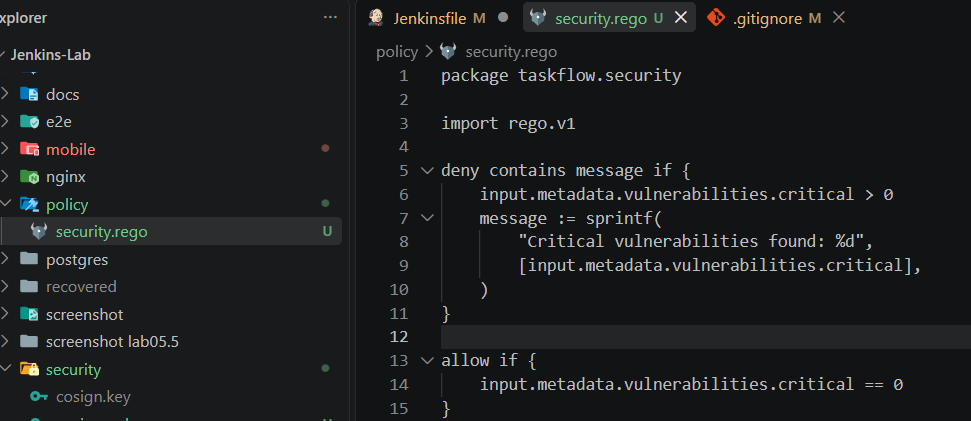 xplorer
Jenkins-Lab
docs
e2e
mobile
nginx
policy
security.rego U
postgres
recovered
screenshot
screenshot lab05.5
security
cosign.key
Jenkinsfile M
security.rego U
.gitignore M
policy > security.rego
1 package taskflow.security
2
3 import rego.v1
4
5 deny contains message if {
6     input.metadata.vulnerabilities.critical > 0
7     message := sprintf(
8         "Critical vulnerabilities found: %d",
9         [input.metadata.vulnerabilities.critical],
10     )
11 }
12
13 allow if {
14     input.metadata.vulnerabilities.critical == 0
15 }